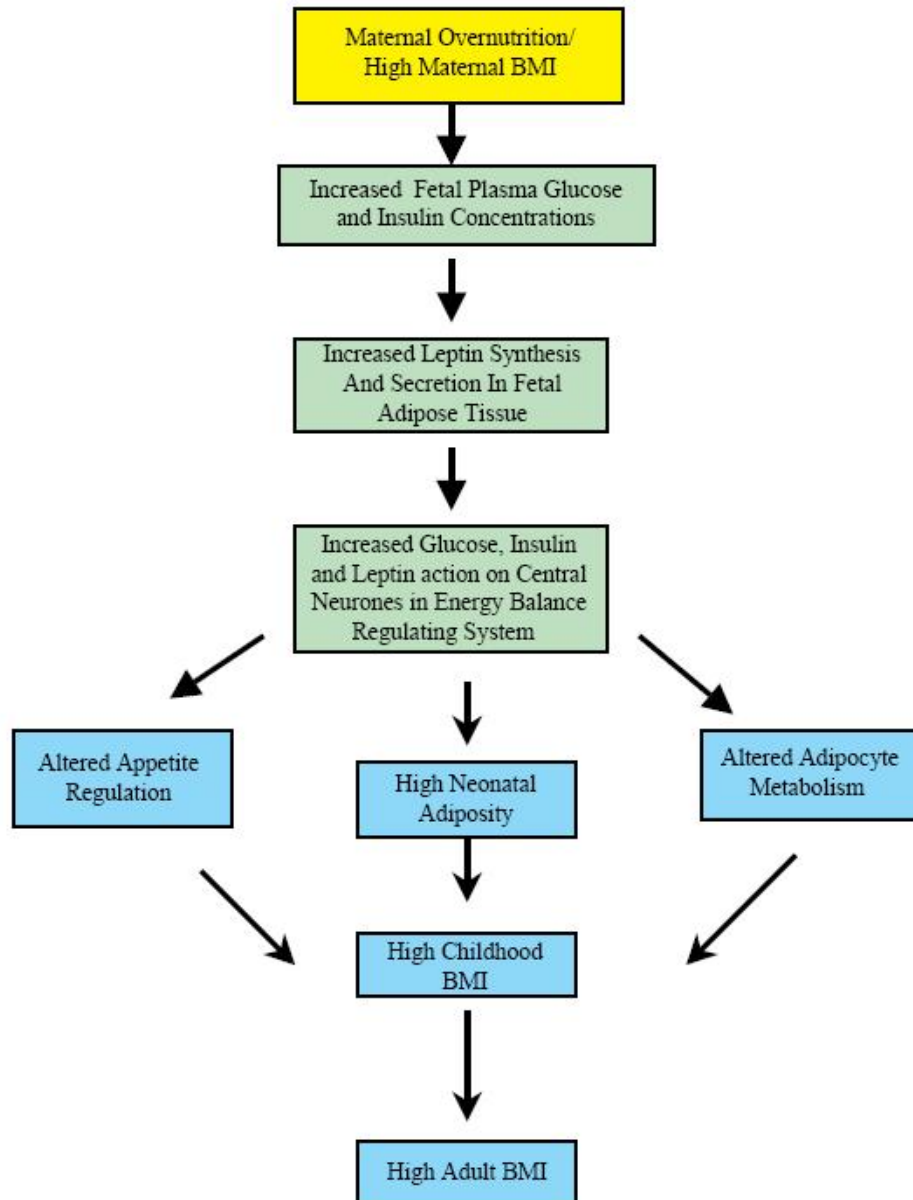 Maternal Overnutrition/
High Maternal BMI
Increased Fetal Plasma Glucose
and Insulin Concentrations
Increased Leptin Synthesis
And Secretion In Fetal
Adipose Tissue
Increased Glucose, Insulin
and Leptin action on Central
Neurones in Energy Balance
Regulating System
Altered Appetite
Regulation
High Neonatal
Adiposity
Altered Adipocyte
Metabolism
High Childhood
BMI
High Adult BMI